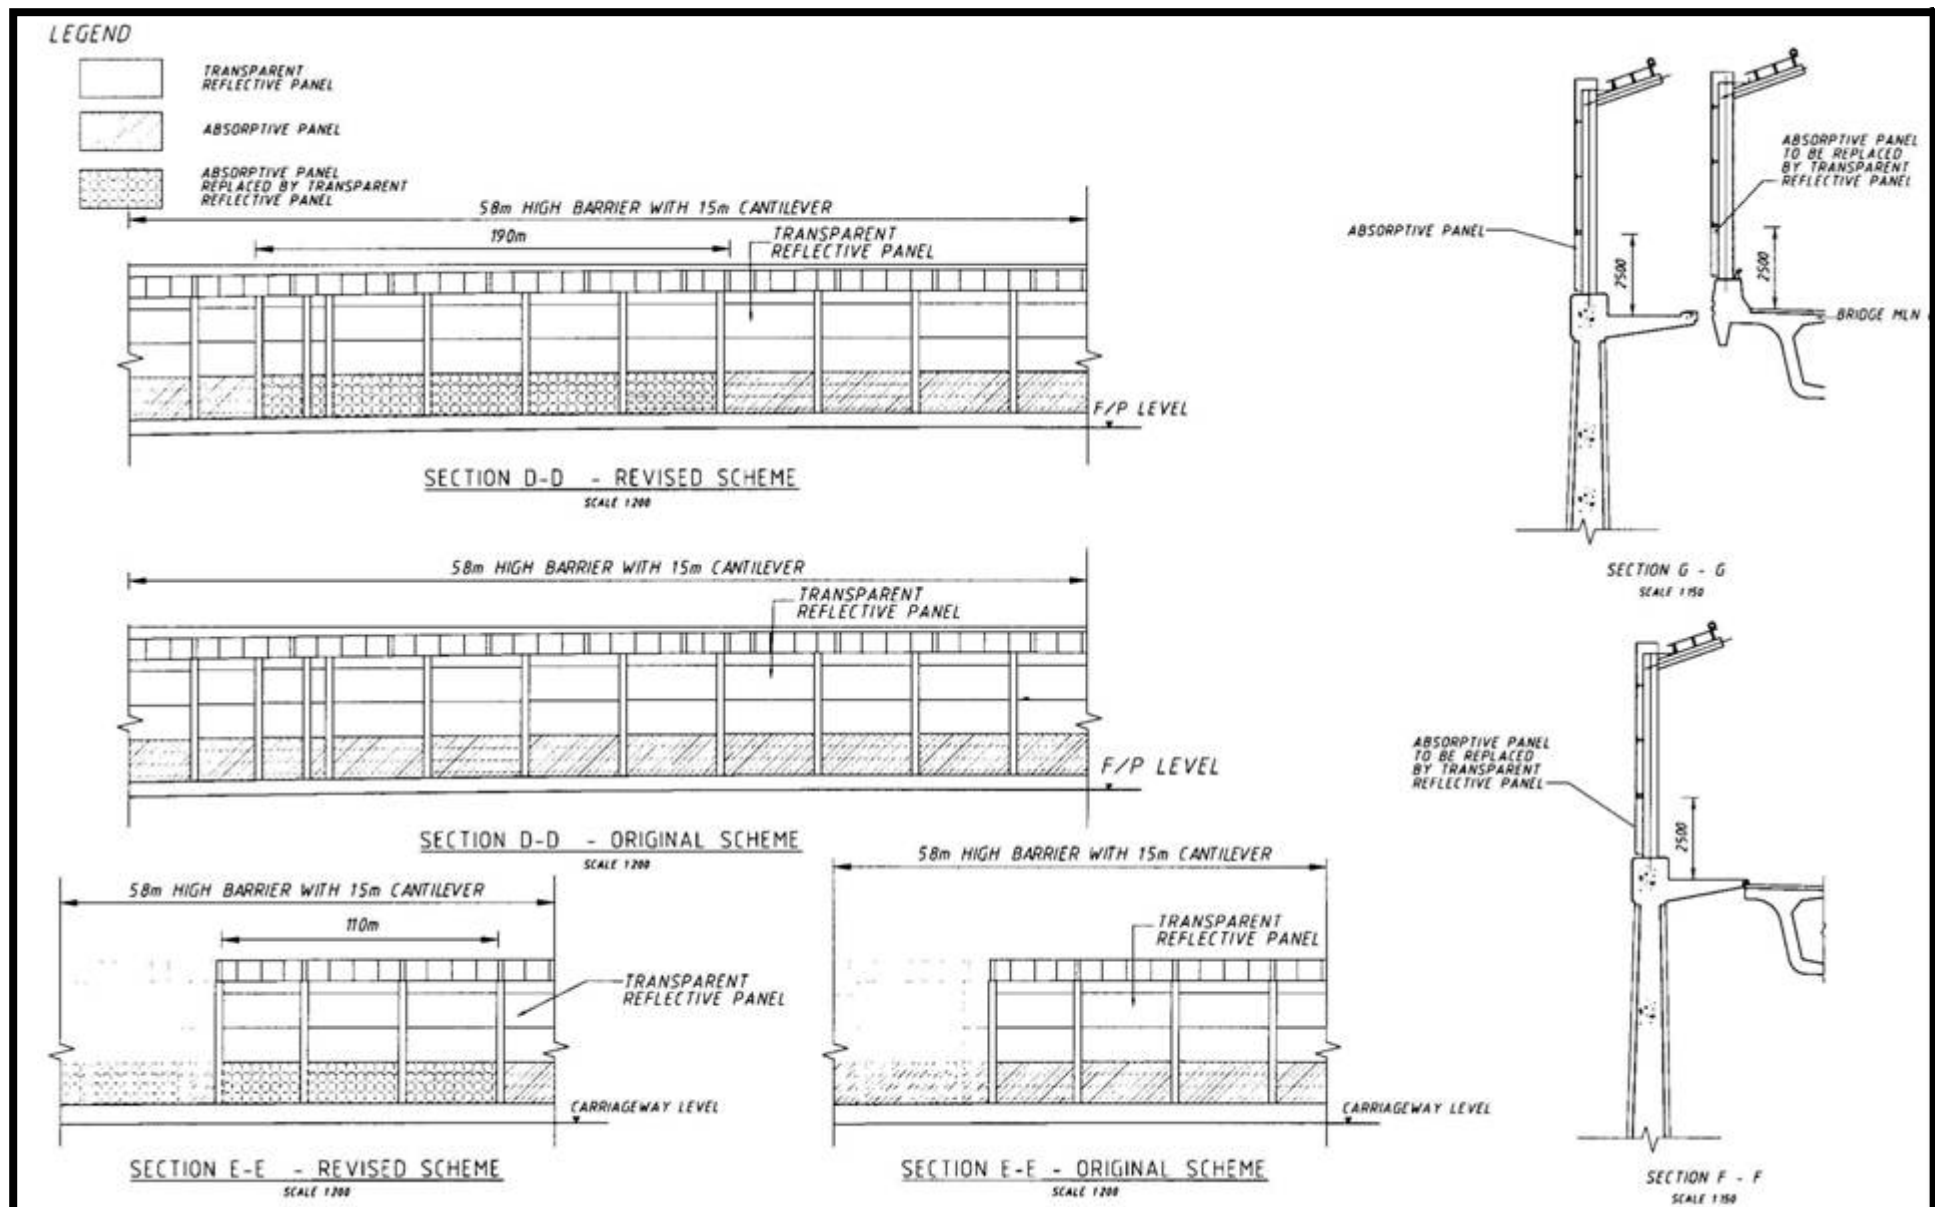 LEGEND
TRANSPARENT
REFLECTIVE PANEL
ABSORPTIVE PANEL
ABSORPTIVE PANEL
REPLACED BY TRANSPARENT
REFLECTIVE PANEL
58m HIGH BARRIER WITH 15m CANTILEVER
190m
TRANSPARENT
REFLECTIVE PANEL
F/P LEVEL
SECTION D-D - REVISED SCHEME
SCALE 1:200
58m HIGH BARRIER WITH 15m CANTILEVER
TRANSPARENT
REFLECTIVE PANEL
F/P LEVEL
SECTION D-D - ORIGINAL SCHEME
SCALE 1:200
58m HIGH BARRIER WITH 15m CANTILEVER
110m
TRANSPARENT
REFLECTIVE PANEL
CARRIAGEWAY LEVEL
SECTION E-E - REVISED SCHEME
SCALE 1:200
58m HIGH BARRIER WITH 15m CANTILEVER
TRANSPARENT
REFLECTIVE PANEL
CARRIAGEWAY LEVEL
SECTION E-E - ORIGINAL SCHEME
SCALE 1:200
ABSORPTIVE PANEL
2500
ABSORPTIVE PANEL
TO BE REPLACED
BY TRANSPARENT
REFLECTIVE PANEL
2500
BRIDGE MLN
SECTION G - G
SCALE 1:150
ABSORPTIVE PANEL
TO BE REPLACED
BY TRANSPARENT
REFLECTIVE PANEL
2500
SECTION F - F
SCALE 1:150